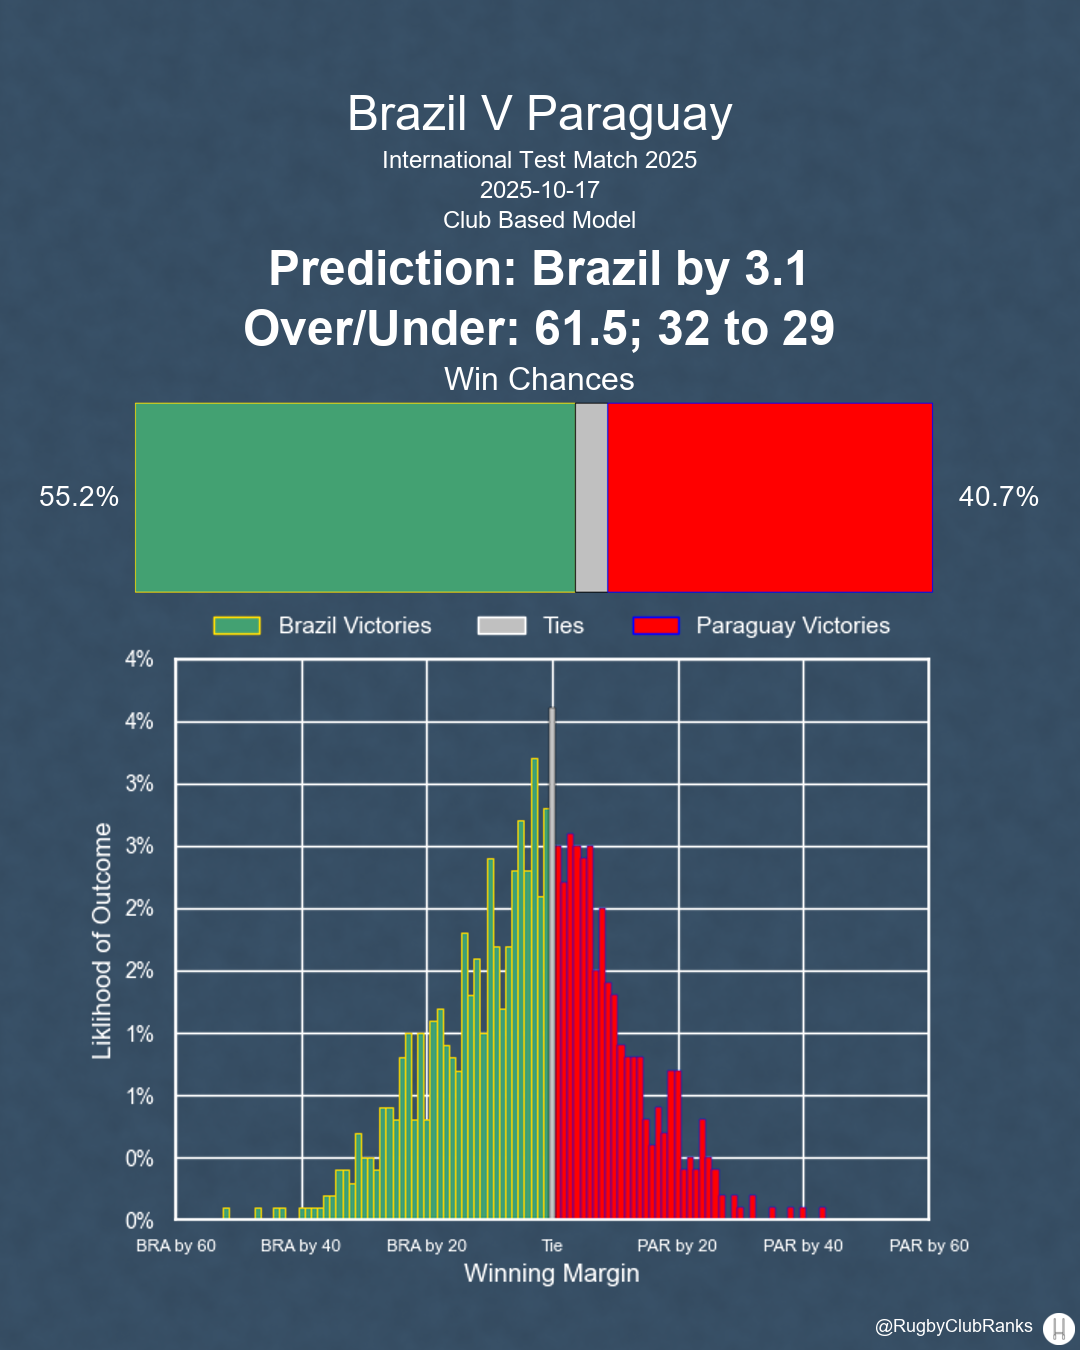 Brazil V Paraguay
International Test Match 2025
2025-10-17
Club Based Model
Prediction: Brazil by 3.1
Over/Under: 61.5; 32 to 29
Win Chances
55.2%
40.7%
Brazil Victories Ties Paraguay Victories
4%
4%
3%
3%
2%
2%
1%
1%
0%
0%
Liklihood of Outcome
BRA by 60 BRA by 40 BRA by 20 Tie PAR by 20 PAR by 40 PAR by 60
Winning Margin
@RugbyClubRanks